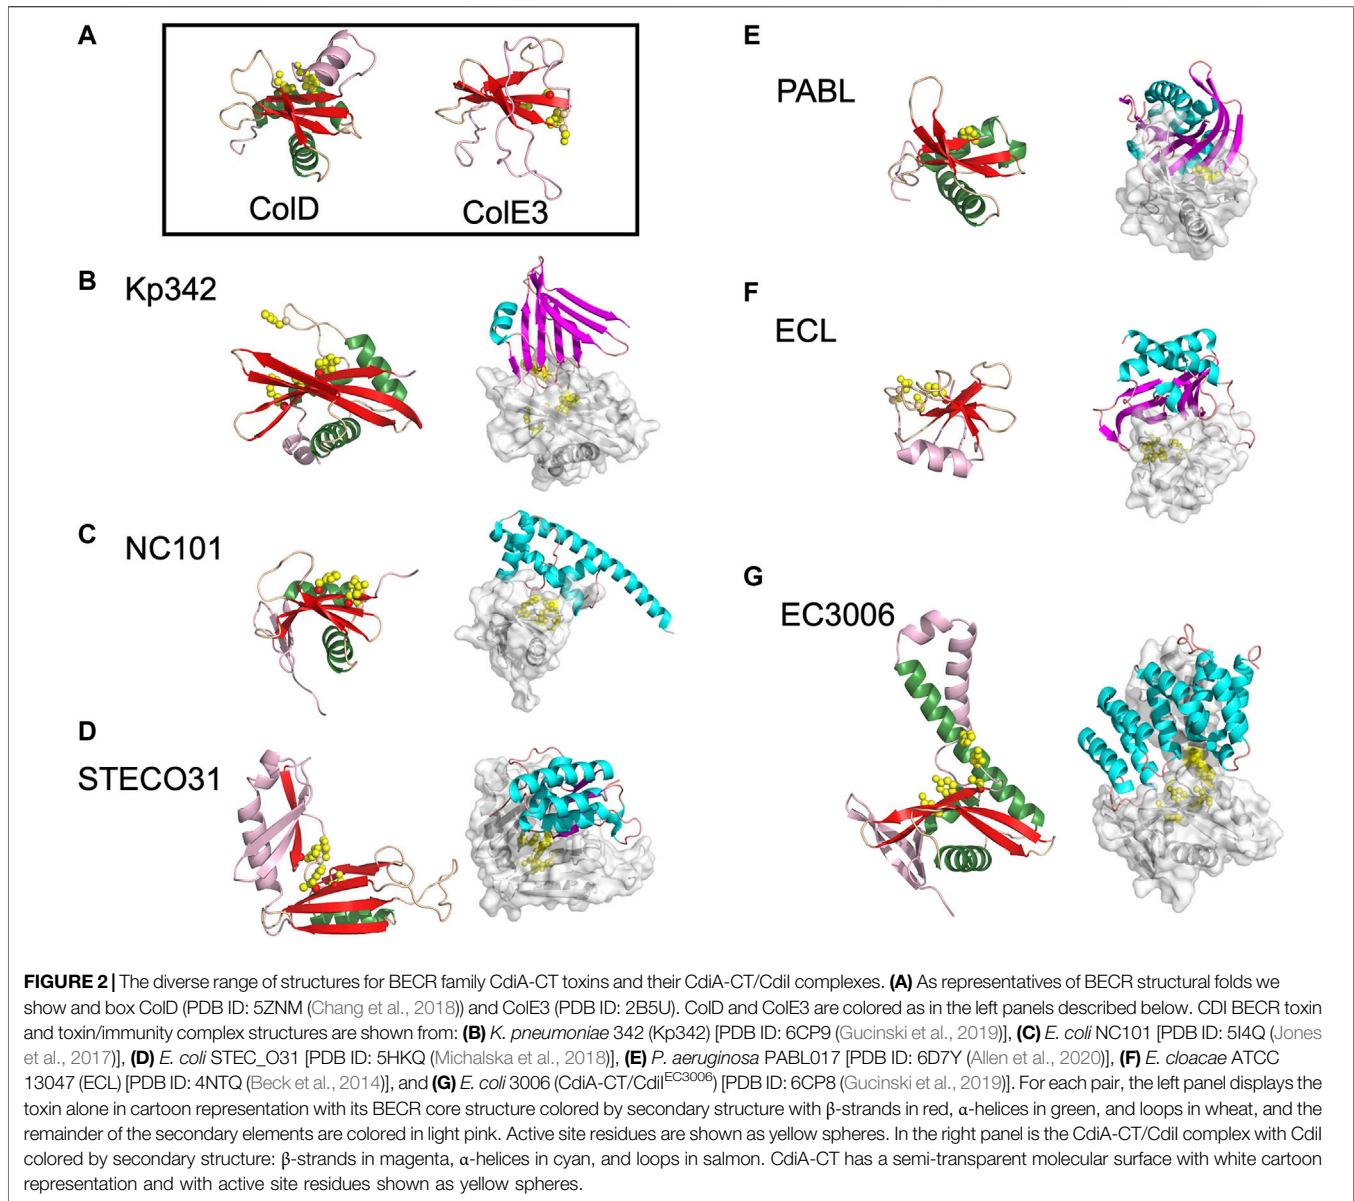 A
ColD
ColE3
B
Kp342
C
NC101
D
STECO31
E
PABL
F
ECL
G
EC3006
FIGURE 2 | The diverse range of structures for BECR family CdiA-CT toxins and their CdiA-CT/CdiI complexes. (A) As representatives of BECR structural folds we
show and box ColD (PDB ID: 5ZNM (Chang et al., 2018)) and ColE3 (PDB ID: 2B5U). ColD and ColE3 are colored as in the left panels described below. CDI BECR toxin
and toxin/immunity complex structures are shown from: (B) K. pneumoniae 342 (Kp342) [PDB ID: 6CP9 (Gucinski et al., 2019)], (C) E. coli NC101 [PDB ID: 5I4Q (Jones
et al., 2017)], (D) E. coli STEC_O31 [PDB ID: 5HKQ (Michalska et al., 2018)], (E) P. aeruginosa PABL017 [PDB ID: 6D7Y (Allen et al., 2020)], (F) E. cloacae ATCC
13047 (ECL) [PDB ID: 4NTQ (Beck et al., 2014)], and (G) E. coli 3006 (CdiA-CT/CdiI^EC3006) [PDB ID: 6CP8 (Gucinski et al., 2019)]. For each pair, the left panel displays the
toxin alone in cartoon representation with its BECR core structure colored by secondary structure with β-strands in red, α-helices in green, and loops in wheat, and the
remainder of the secondary elements are colored in light pink. Active site residues are shown as yellow spheres. In the right panel is the CdiA-CT/CdiI complex with CdiI
colored by secondary structure: β-strands in magenta, α-helices in cyan, and loops in salmon. CdiA-CT has a semi-transparent molecular surface with white cartoon
representation and with active site residues shown as yellow spheres.